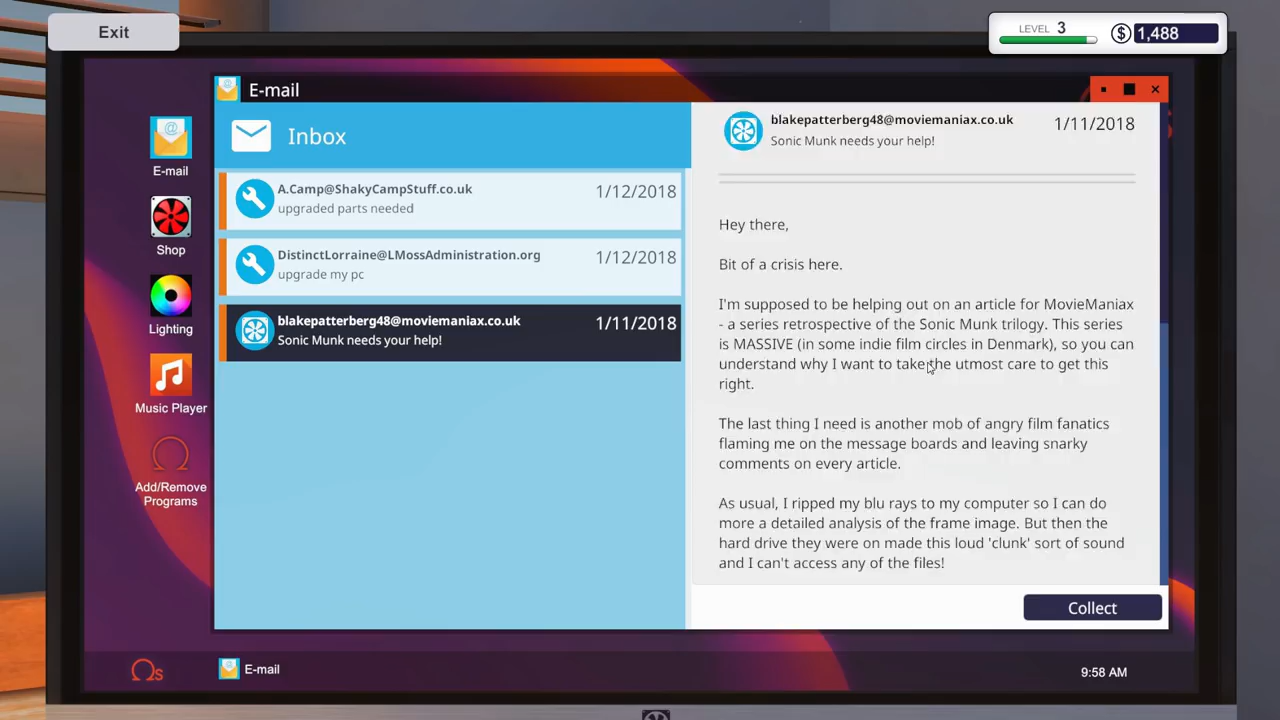 Exit
LEVEL 3
$ 1,488
E-mail
Inbox
A.Camp@ShakyCampStuff.co.uk 1/12/2018
upgraded parts needed
DistinctLorraine@LMossAdministration.org 1/12/2018
upgrade my pc
blakepatterberg48@moviemaniax.co.uk 1/11/2018
Sonic Munk needs your help!
blakepatterberg48@moviemaniax.co.uk 1/11/2018
Sonic Munk needs your help!
Hey there,
Bit of a crisis here.
I'm supposed to be helping out on an article for MovieManiax
- a series retrospective of the Sonic Munk trilogy. This series
is MASSIVE (in some indie film circles in Denmark), so you can
understand why I want to take the utmost care to get this
right.
The last thing I need is another mob of angry film fanatics
flaming me on the message boards and leaving snarky
comments on every article.
As usual, I ripped my blu rays to my computer so I can do
more a detailed analysis of the frame image. But then the
hard drive they were on made this loud 'clunk' sort of sound
and I can't access any of the files!
Collect
E-mail
Shop
Lighting
Music Player
Add/Remove
Programs
Ωs
E-mail
9:58 AM